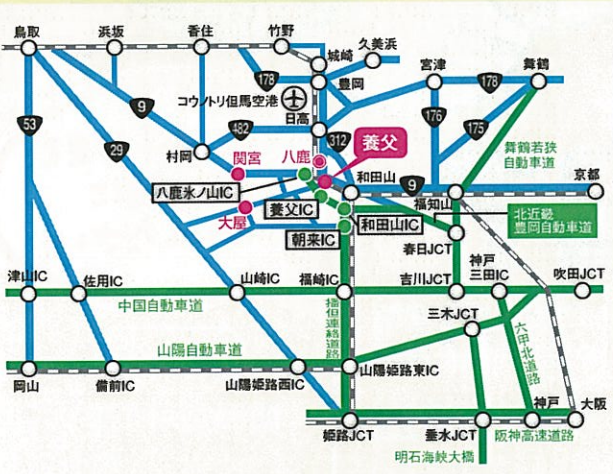 鳥取
浜坂
香住
竹野
城崎
久美浜
宮津
舞鶴
178
豊岡
178
コウノトリ但馬空港
9
日高
176
53
482
312
175
29
村岡
関宮
八鹿
養父
舞鶴若狭
自動車道
和田山
9
京都
八鹿氷ノ山IC
福知山
養父IC
大屋
和田山IC
北近畿
豊岡自動車道
朝来IC
春日JCT
津山IC
佐用IC
山崎IC
福崎IC
吉川JCT
神戸
三田IC
吹田JCT
中国自動車道
播但連絡道路
三木JCT
六甲北道路
山陽自動車道
岡山
備前IC
山陽姫路西IC
山陽姫路東IC
神戸
大阪
姫路JCT
垂水JCT
阪神高速道路
明石海峡大橋